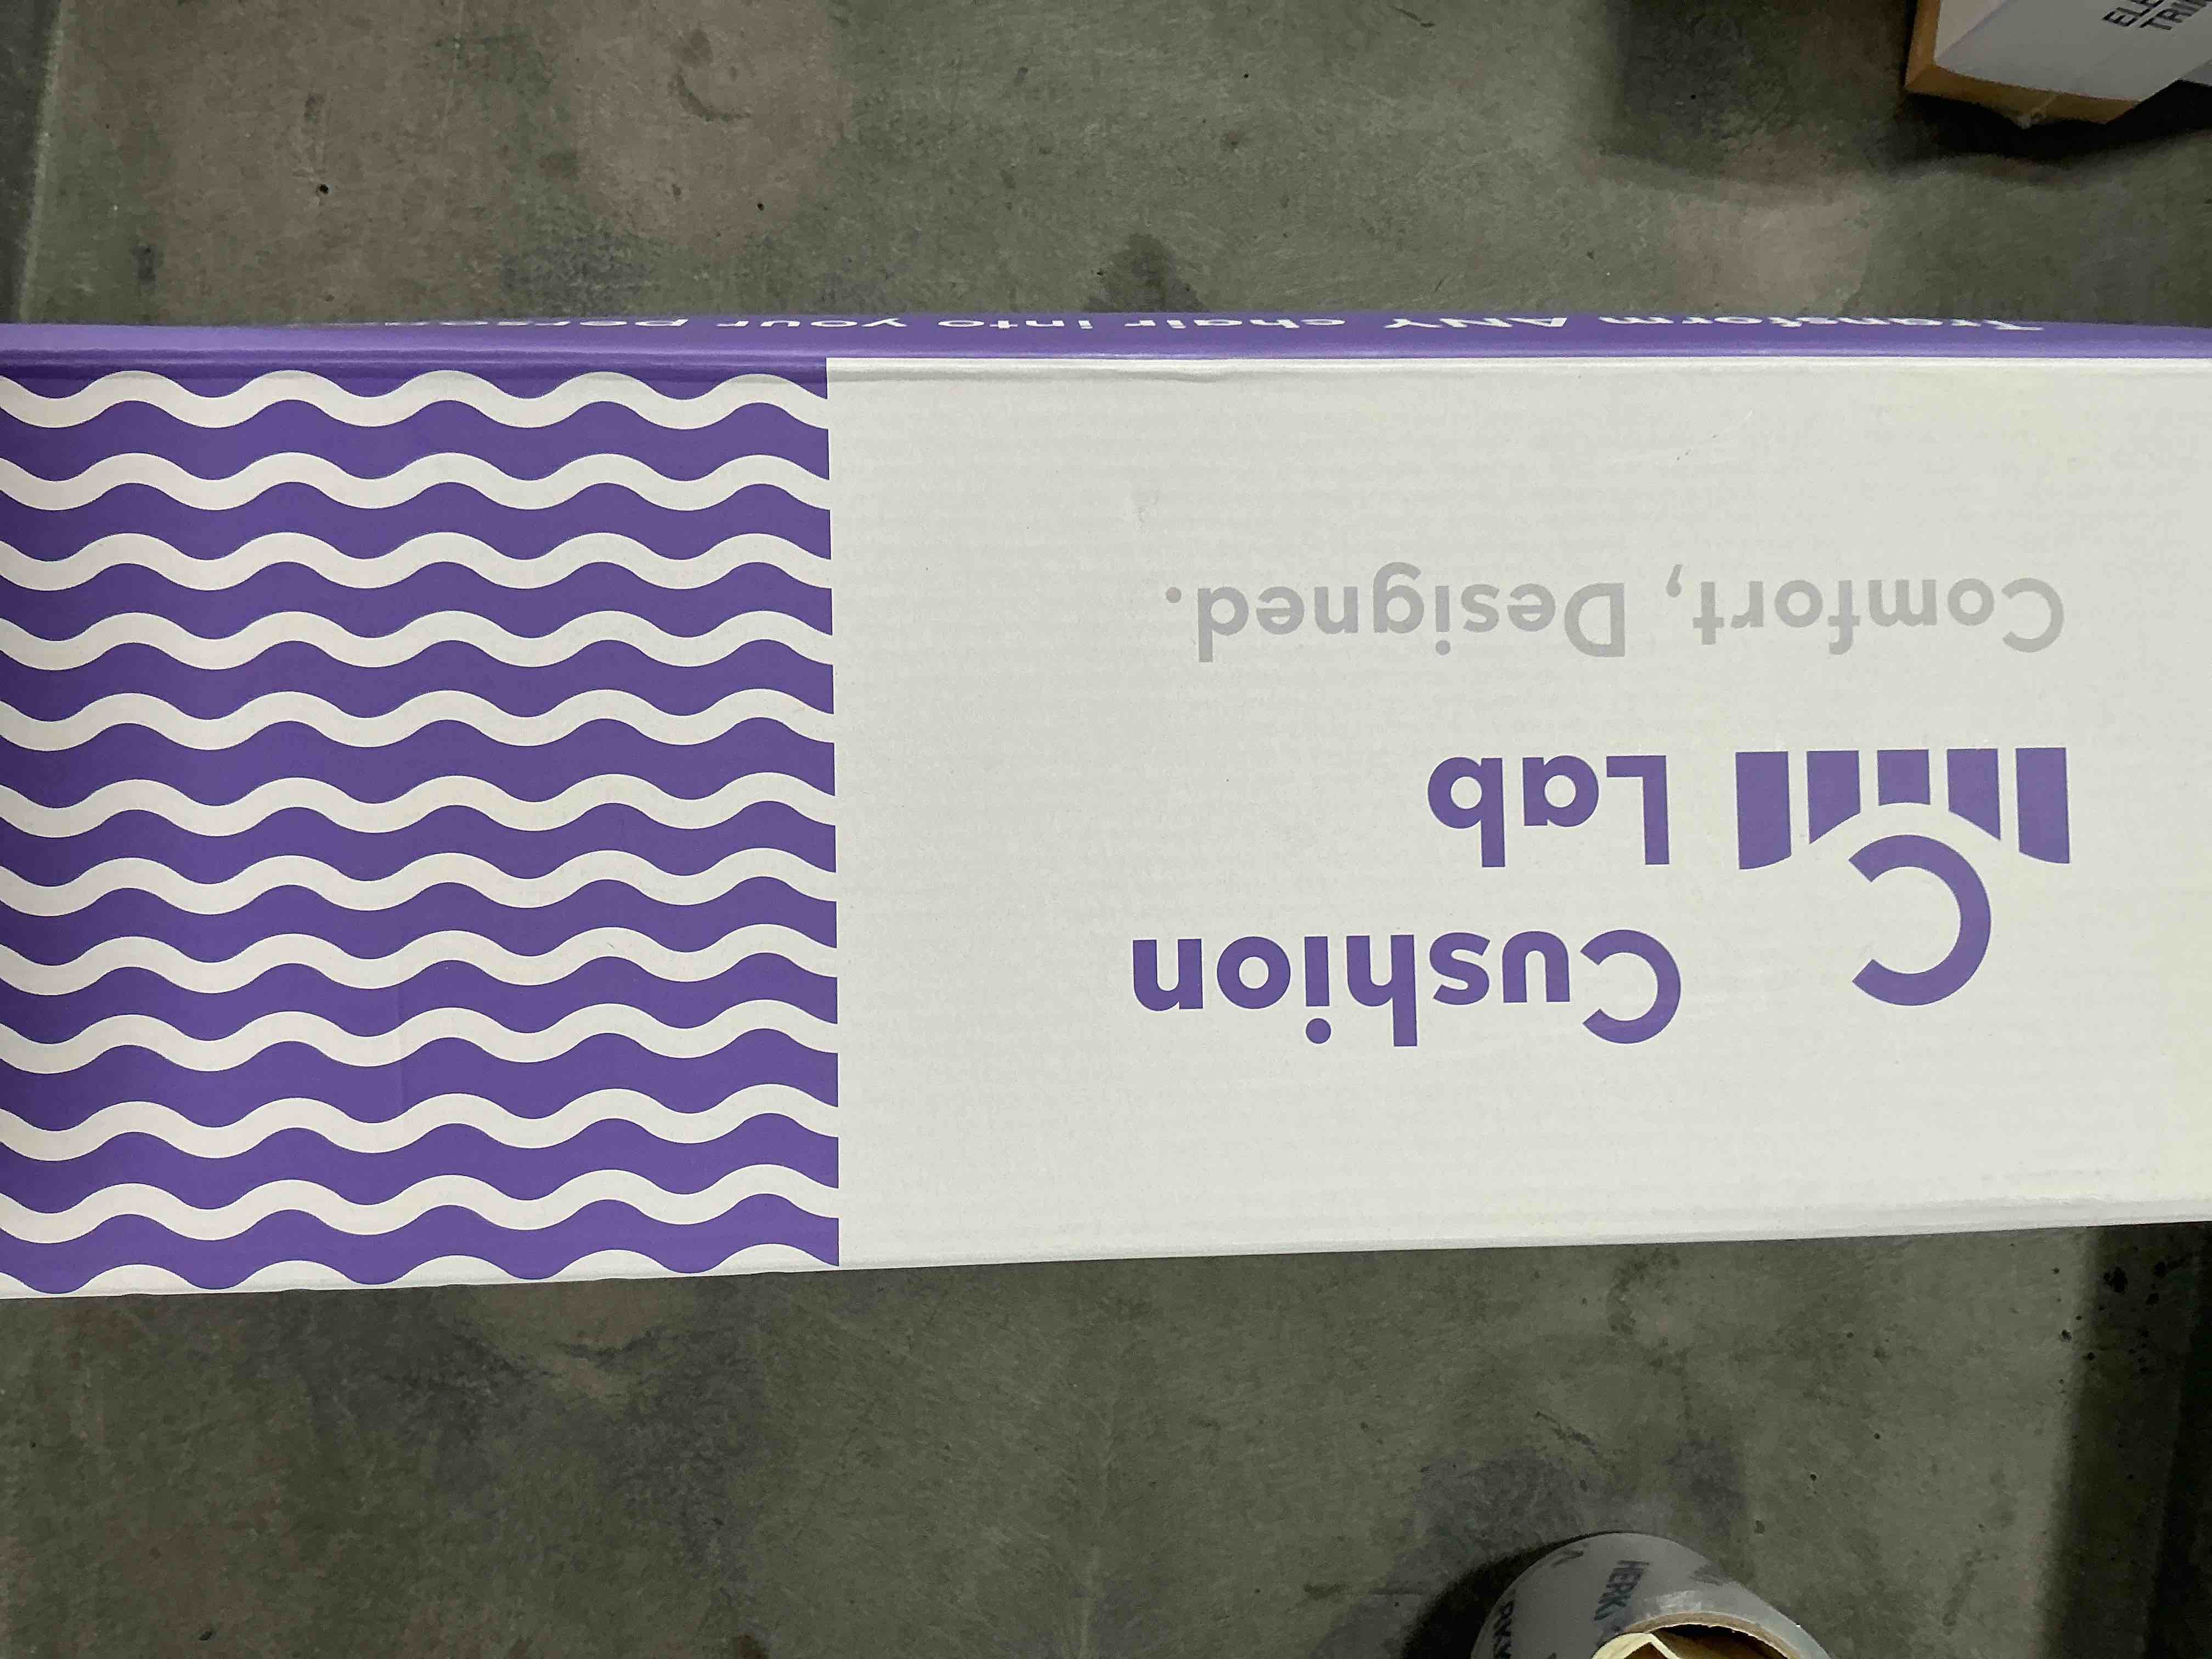 Cushion
Lab
Comfort, Designed.
Transform ANY chair into your